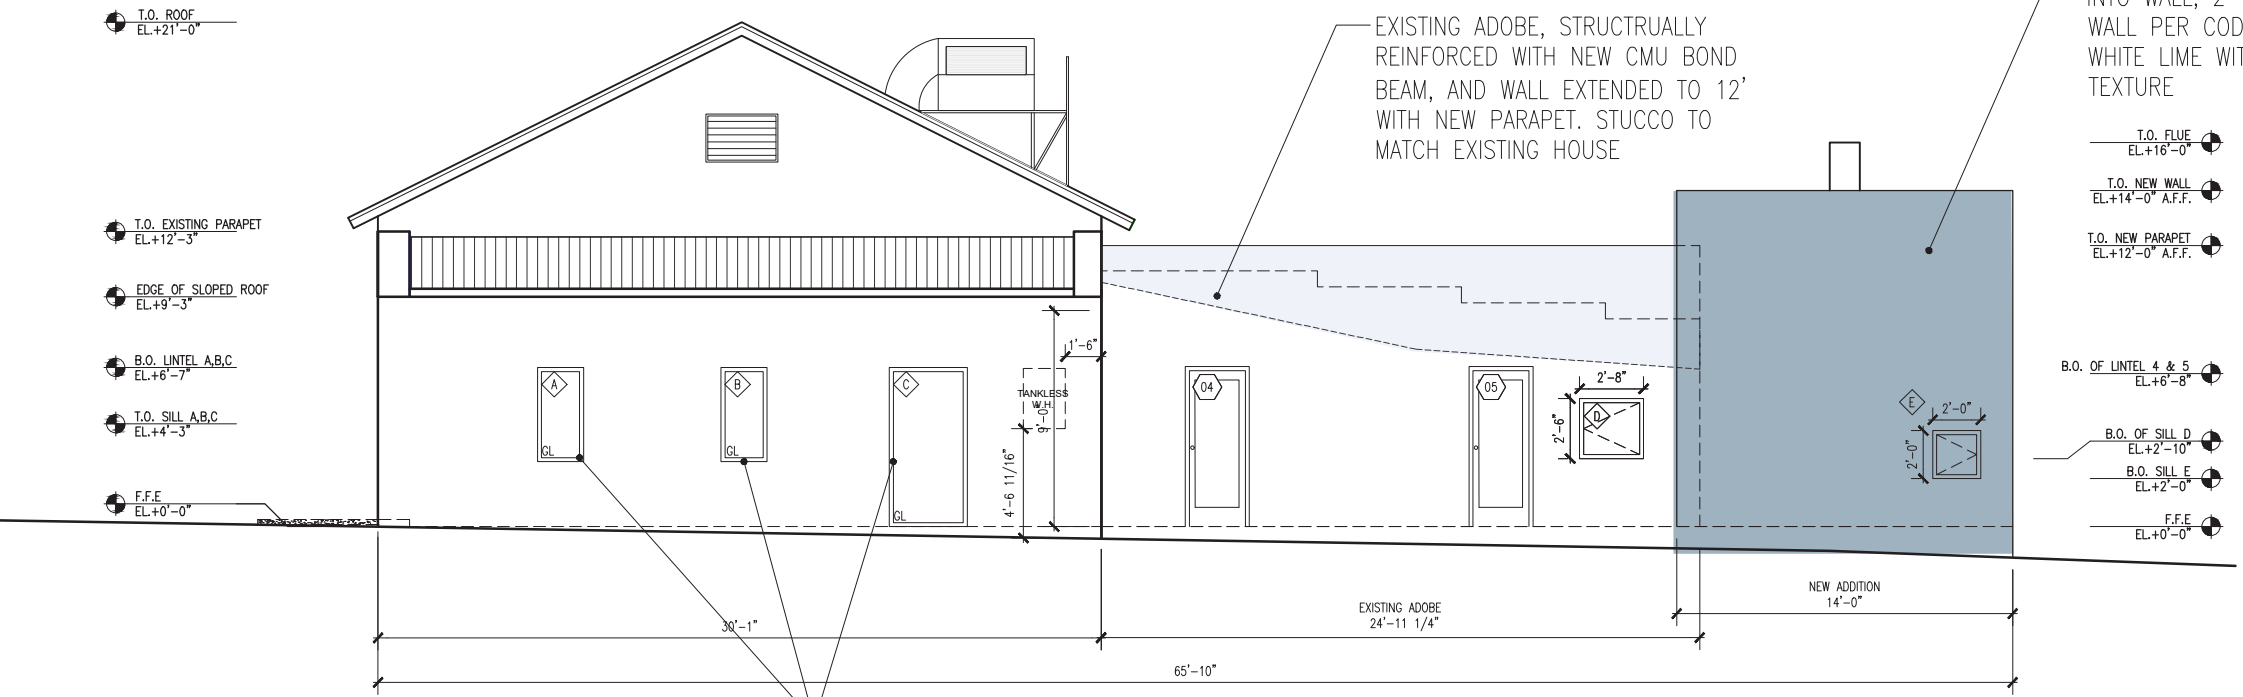 T.O. ROOF
EL.+21'-0"
T.O. EXISTING PARAPET
EL.+12'-3"
EDGE OF SLOPED ROOF
EL.+9'-3"
B.O. LINTEL A,B,C
EL.+6'-7"
T.O. SILL A,B,C
EL.+4'-3"
F.F.E
EL.+0'-0"
EXISTING ADOBE, STRUCTRUALLY
REINFORCED WITH NEW CMU BOND
BEAM, AND WALL EXTENDED TO 12'
WITH NEW PARAPET. STUCCO TO
MATCH EXISTING HOUSE
INTO WALL, 2
WALL PER COD
WHITE LIME WIT
TEXTURE
T.O. FLUE
EL.+16'-0"
T.O. NEW WALL
EL.+14'-0" A.F.F.
T.O. NEW PARAPET
EL.+12'-0" A.F.F.
B.O. OF LINTEL 4 & 5
EL.+6'-8"
B.O. OF SILL D
EL.+2'-10"
B.O. SILL E
EL.+2'-0"
F.F.E
EL.+0'-0"
A
GL
B
GL
C
GL
1'-6"
TANKLESS
W.H.
9'-0"
4'-6 11/16"
04
05
2'-8"
2'-6"
D
E
2'-0"
2'-0"
30'-1"
EXISTING ADOBE
24'-11 1/4"
NEW ADDITION
14'-0"
65'-10"